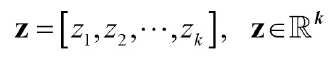 z = [z₁, z₂, ⋯, z_k], z∈ℝ^k